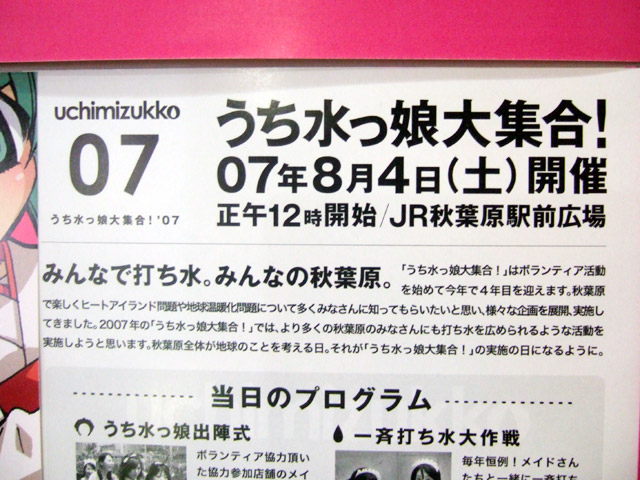 uchimizukko
07
うち水っ娘大集合！'07
うち水っ娘大集合！
07年8月4日（土）開催
正午12時開始/JR秋葉原駅前広場
みんなで打ち水。みんなの秋葉原。
「うち水っ娘大集合！」はボランティア活動
を始めて今年で4年目を迎えます。秋葉原
で楽しくヒートアイランド問題や地球温暖化問題について多くみなさんに知ってもらいたいと思い、様々な企画を展開、実施し
てきました。2007年の「うち水っ娘大集合！」では、より多くの秋葉原のみなさんにも打ち水を広められるような活動を
実施しようと思います。秋葉原全体が地球のことを考える日。それが「うち水っ娘大集合！」の実施の日になるように。
当日のプログラム
uchimizukko
うち水っ娘出陣式
ボランティア協力頂い
た協力参加店舗のメイ
一斉打ち水大作戦
毎年恒例！メイドさん
たちと一緒に一斉打ち